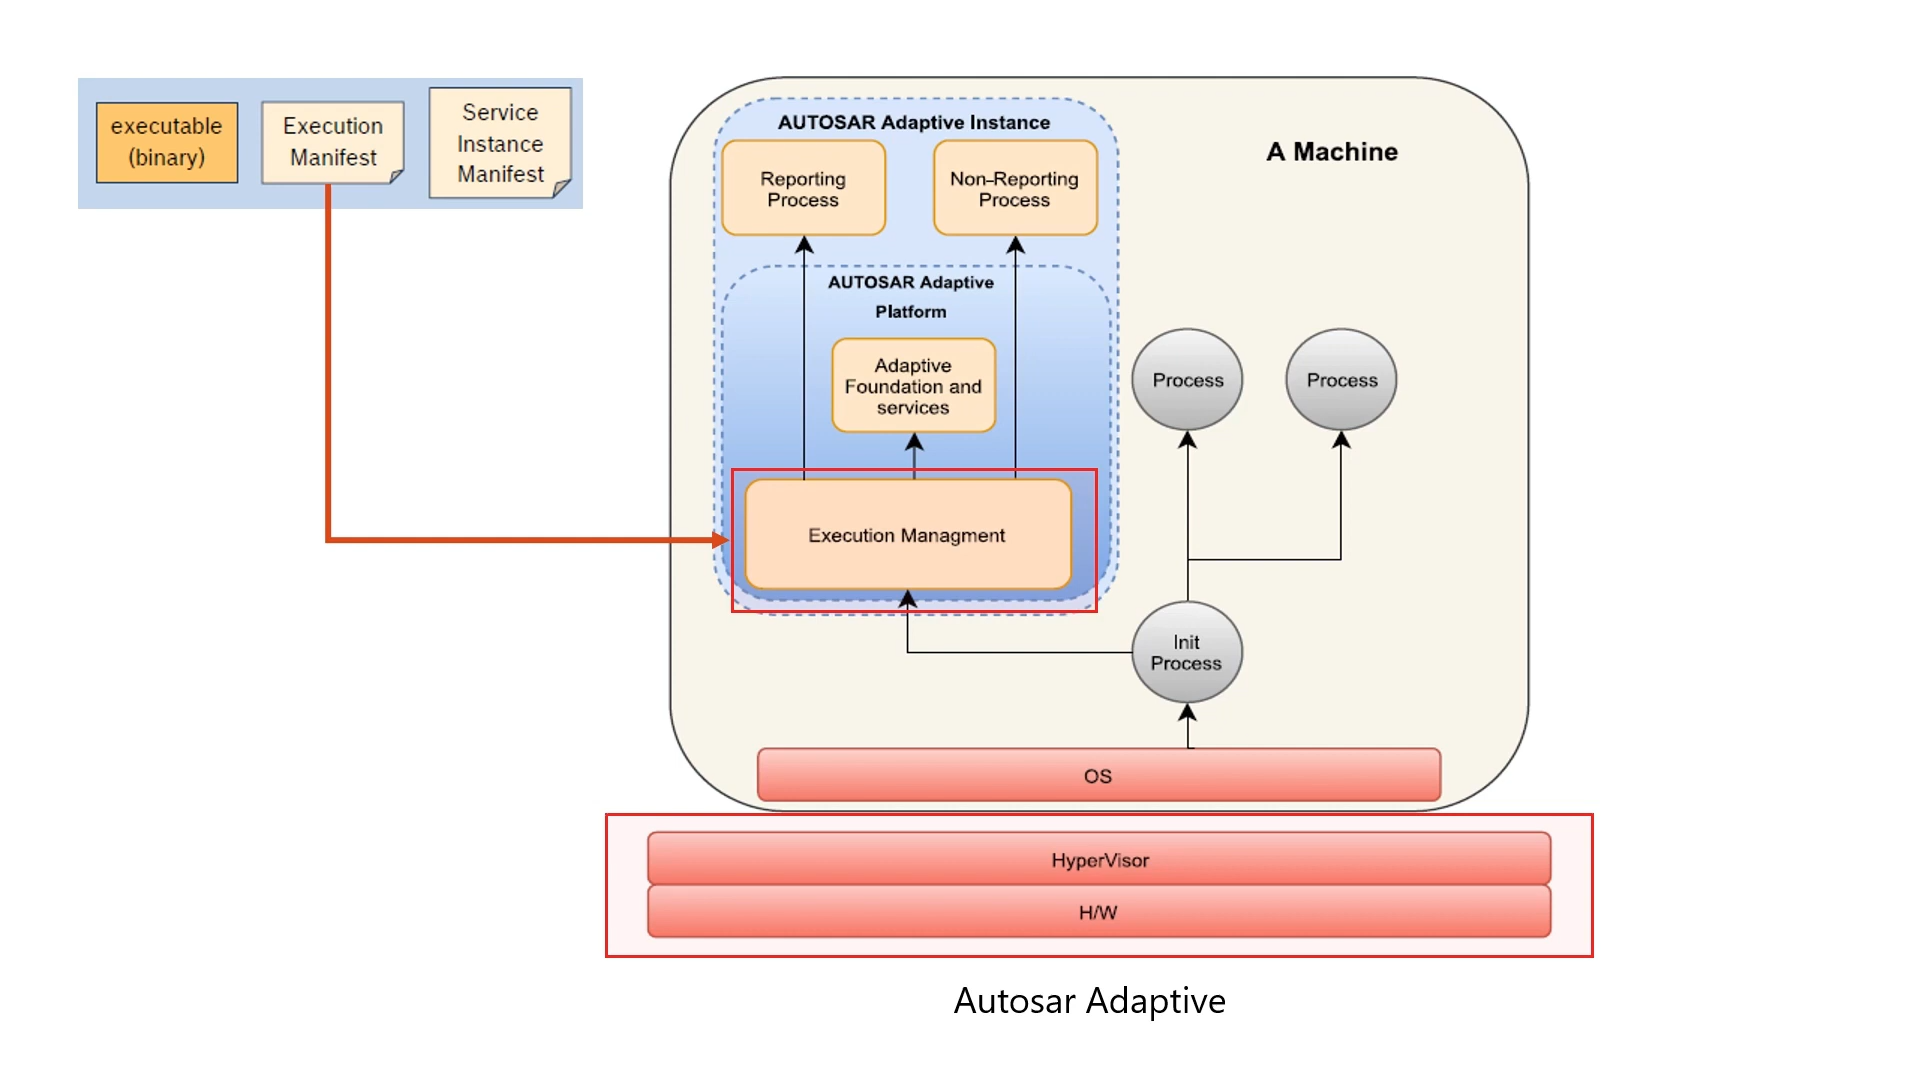 executable
(binary)
Execution
Manifest
Service
Instance
Manifest
AUTOSAR Adaptive Instance
A Machine
Reporting
Process
Non-Reporting
Process
AUTOSAR Adaptive
Platform
Adaptive
Foundation and
services
Process
Process
Execution Managment
Init
Process
OS
HyperVisor
H/W
Autosar Adaptive